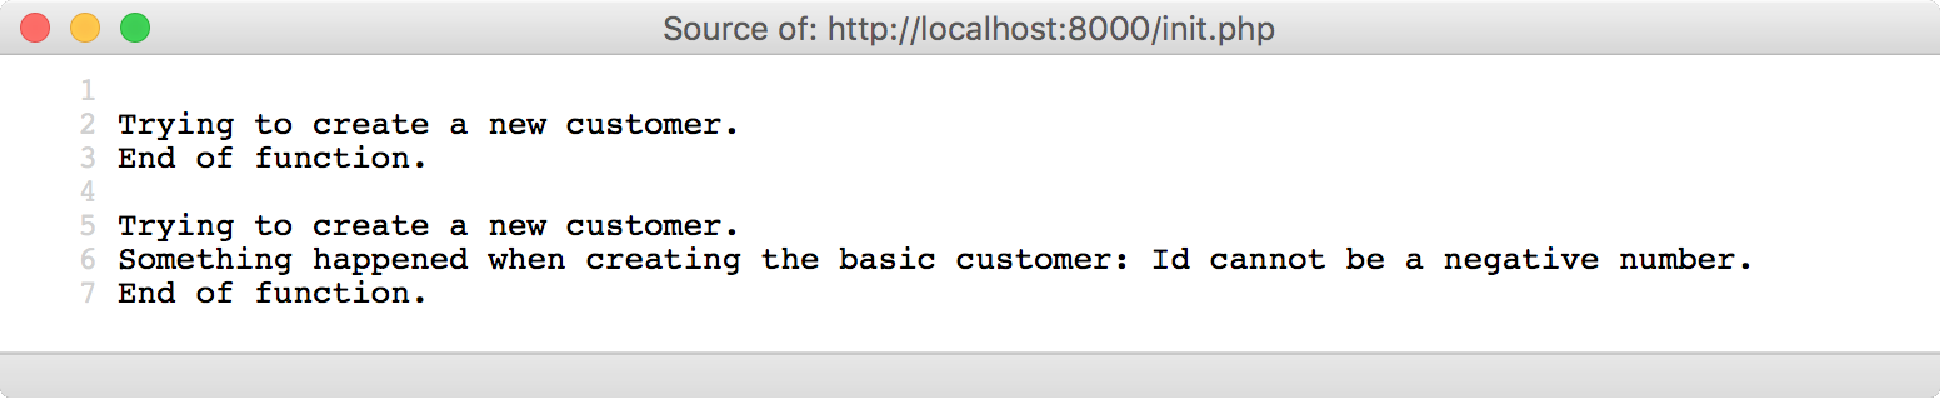 Source of: http://localhost:8000/init.php
1
2 Trying to create a new customer.
3 End of function.
4
5 Trying to create a new customer.
6 Something happened when creating the basic customer: Id cannot be a negative number.
7 End of function.